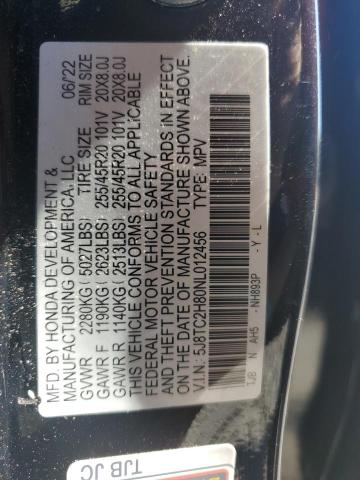 MFD. BY HONDA DEVELOPMENT & 06/22
MANUFACTURING OF AMERICA, LLC
TIRE SIZE RIM SIZE
GVWR 2280KG (5027LBS)
GAWR F 1190KG (2623LBS) 255/45R20 101V 20X8.0J
GAWR R 1140KG (2513LBS) 255/45R20 101V 20X8.0J
THIS VEHICLE CONFORMS TO ALL APPLICABLE
FEDERAL MOTOR VEHICLE SAFETY
AND THEFT PREVENTION STANDARDS IN EFFECT
ON THE DATE OF MANUFACTURE SHOWN ABOVE.
V.I.N.: 5J8TC2H80NL012456 TYPE: MPV
TJB N AH5 - NH893P - Y - L
TJB JC